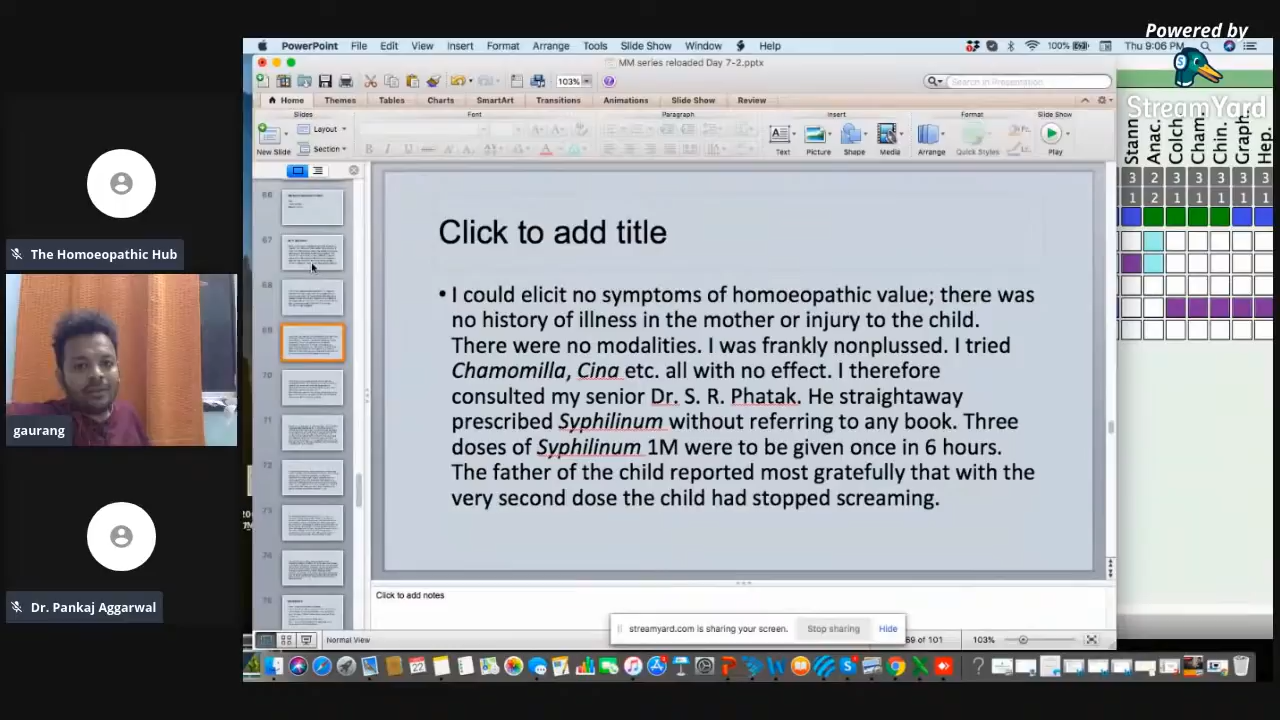 Powered by
StreamYard
PowerPoint File Edit View Insert Format Arrange Tools Slide Show Window Help
100% Thu 9:06 PM
MM series reloaded Day 7-2.pptx
103%
Search in Presentation
Home Themes Tables Charts SmartArt Transitions Animations Slide Show Review
Slides Font Paragraph Insert Format Slide Show
New Slide
Layout
Section
Text Picture Shape Media Arrange Quick Styles Play
66
67
68
69
70
71
72
73
74
Click to add title
• I could elicit no symptoms of homoeopathic value; there was
no history of illness in the mother or injury to the child.
There were no modalities. I was frankly nonplussed. I tried
Chamomilla, Cina etc. all with no effect. I therefore
consulted my senior Dr. S. R. Phatak. He straightaway
prescribed Syphilinum without referring to any book. Three
doses of Syphilinum 1M were to be given once in 6 hours.
The father of the child reported most gratefully that with the
very second dose the child had stopped screaming.
Click to add notes
streamyard.com is sharing your screen. Stop sharing Hide
Normal View
69 of 101
103%
Stann. Anac. Colch. Cham. Chin. Graph. Hep.
3 2 3 3 3 3 3
1 2 1 1 1 1 1
The Homoeopathic Hub
gaurang
Dr. Pankaj Aggarwal